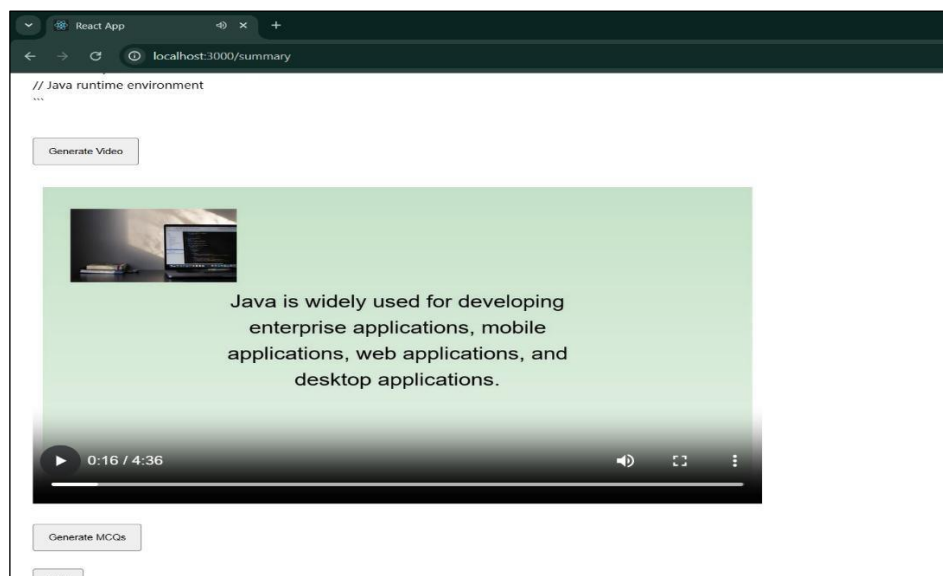 React App
localhost:3000/summary
// Java runtime environment
```
Generate Video
Java is widely used for developing
enterprise applications, mobile
applications, web applications, and
desktop applications.
0:16 / 4:36
Generate MCQs